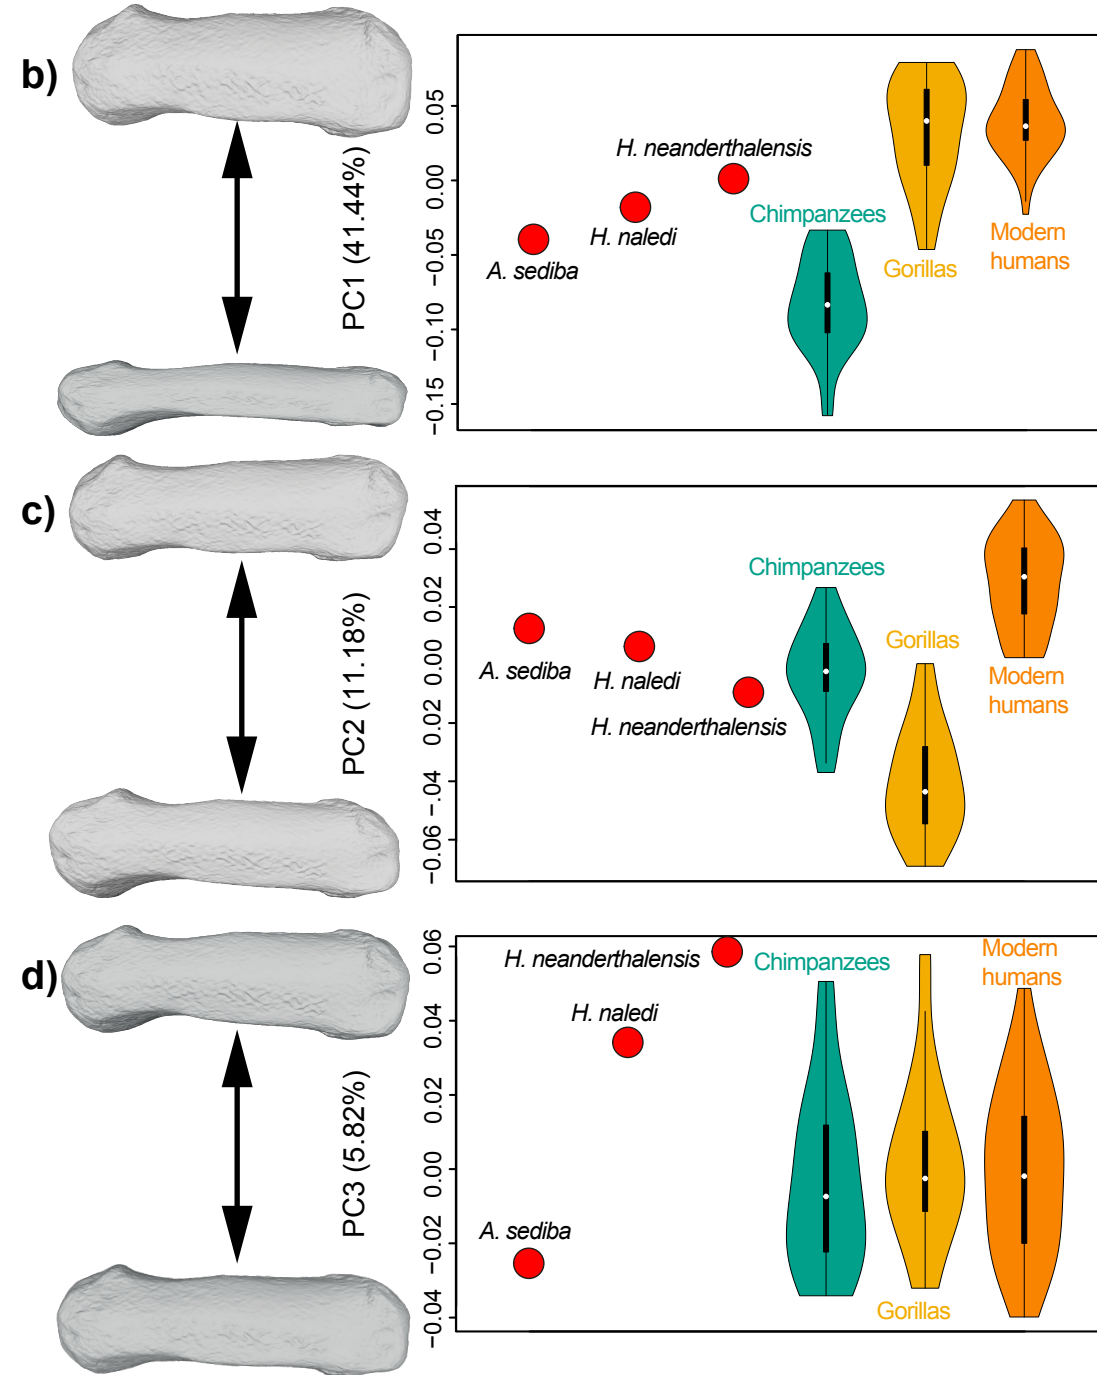 b)
PC1 (41.44%)
0.05
0.00
−0.05
−0.10
−0.15
H. neanderthalensis
H. naledi
A. sediba
Chimpanzees
Gorillas
Modern
humans
c)
PC2 (11.18%)
0.04
0.02
0.00
0.02
−.04
−0.06
Chimpanzees
Gorillas
A. sediba
H. naledi
H. neanderthalensis
Modern
humans
d)
PC3 (5.82%)
0.06
0.04
0.02
0.00
−0.02
−0.04
H. neanderthalensis
Chimpanzees
Modern
humans
H. naledi
A. sediba
Gorillas